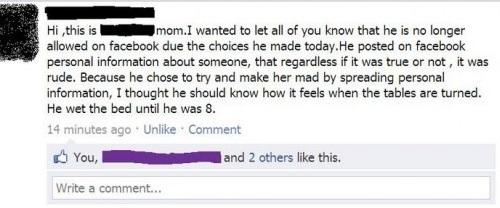 Hi ,this is mom.I wanted to let all of you know that he is no longer
allowed on facebook due the choices he made today.He posted on facebook
personal information about someone, that regardless if it was true or not , it
was rude. Because he chose to try and make her mad by spreading personal
information, I thought he should know how it feels when the tables are turned.
He wet the bed until he was 8.
14 minutes ago · Unlike · Comment
You, and 2 others like this.
Write a comment...